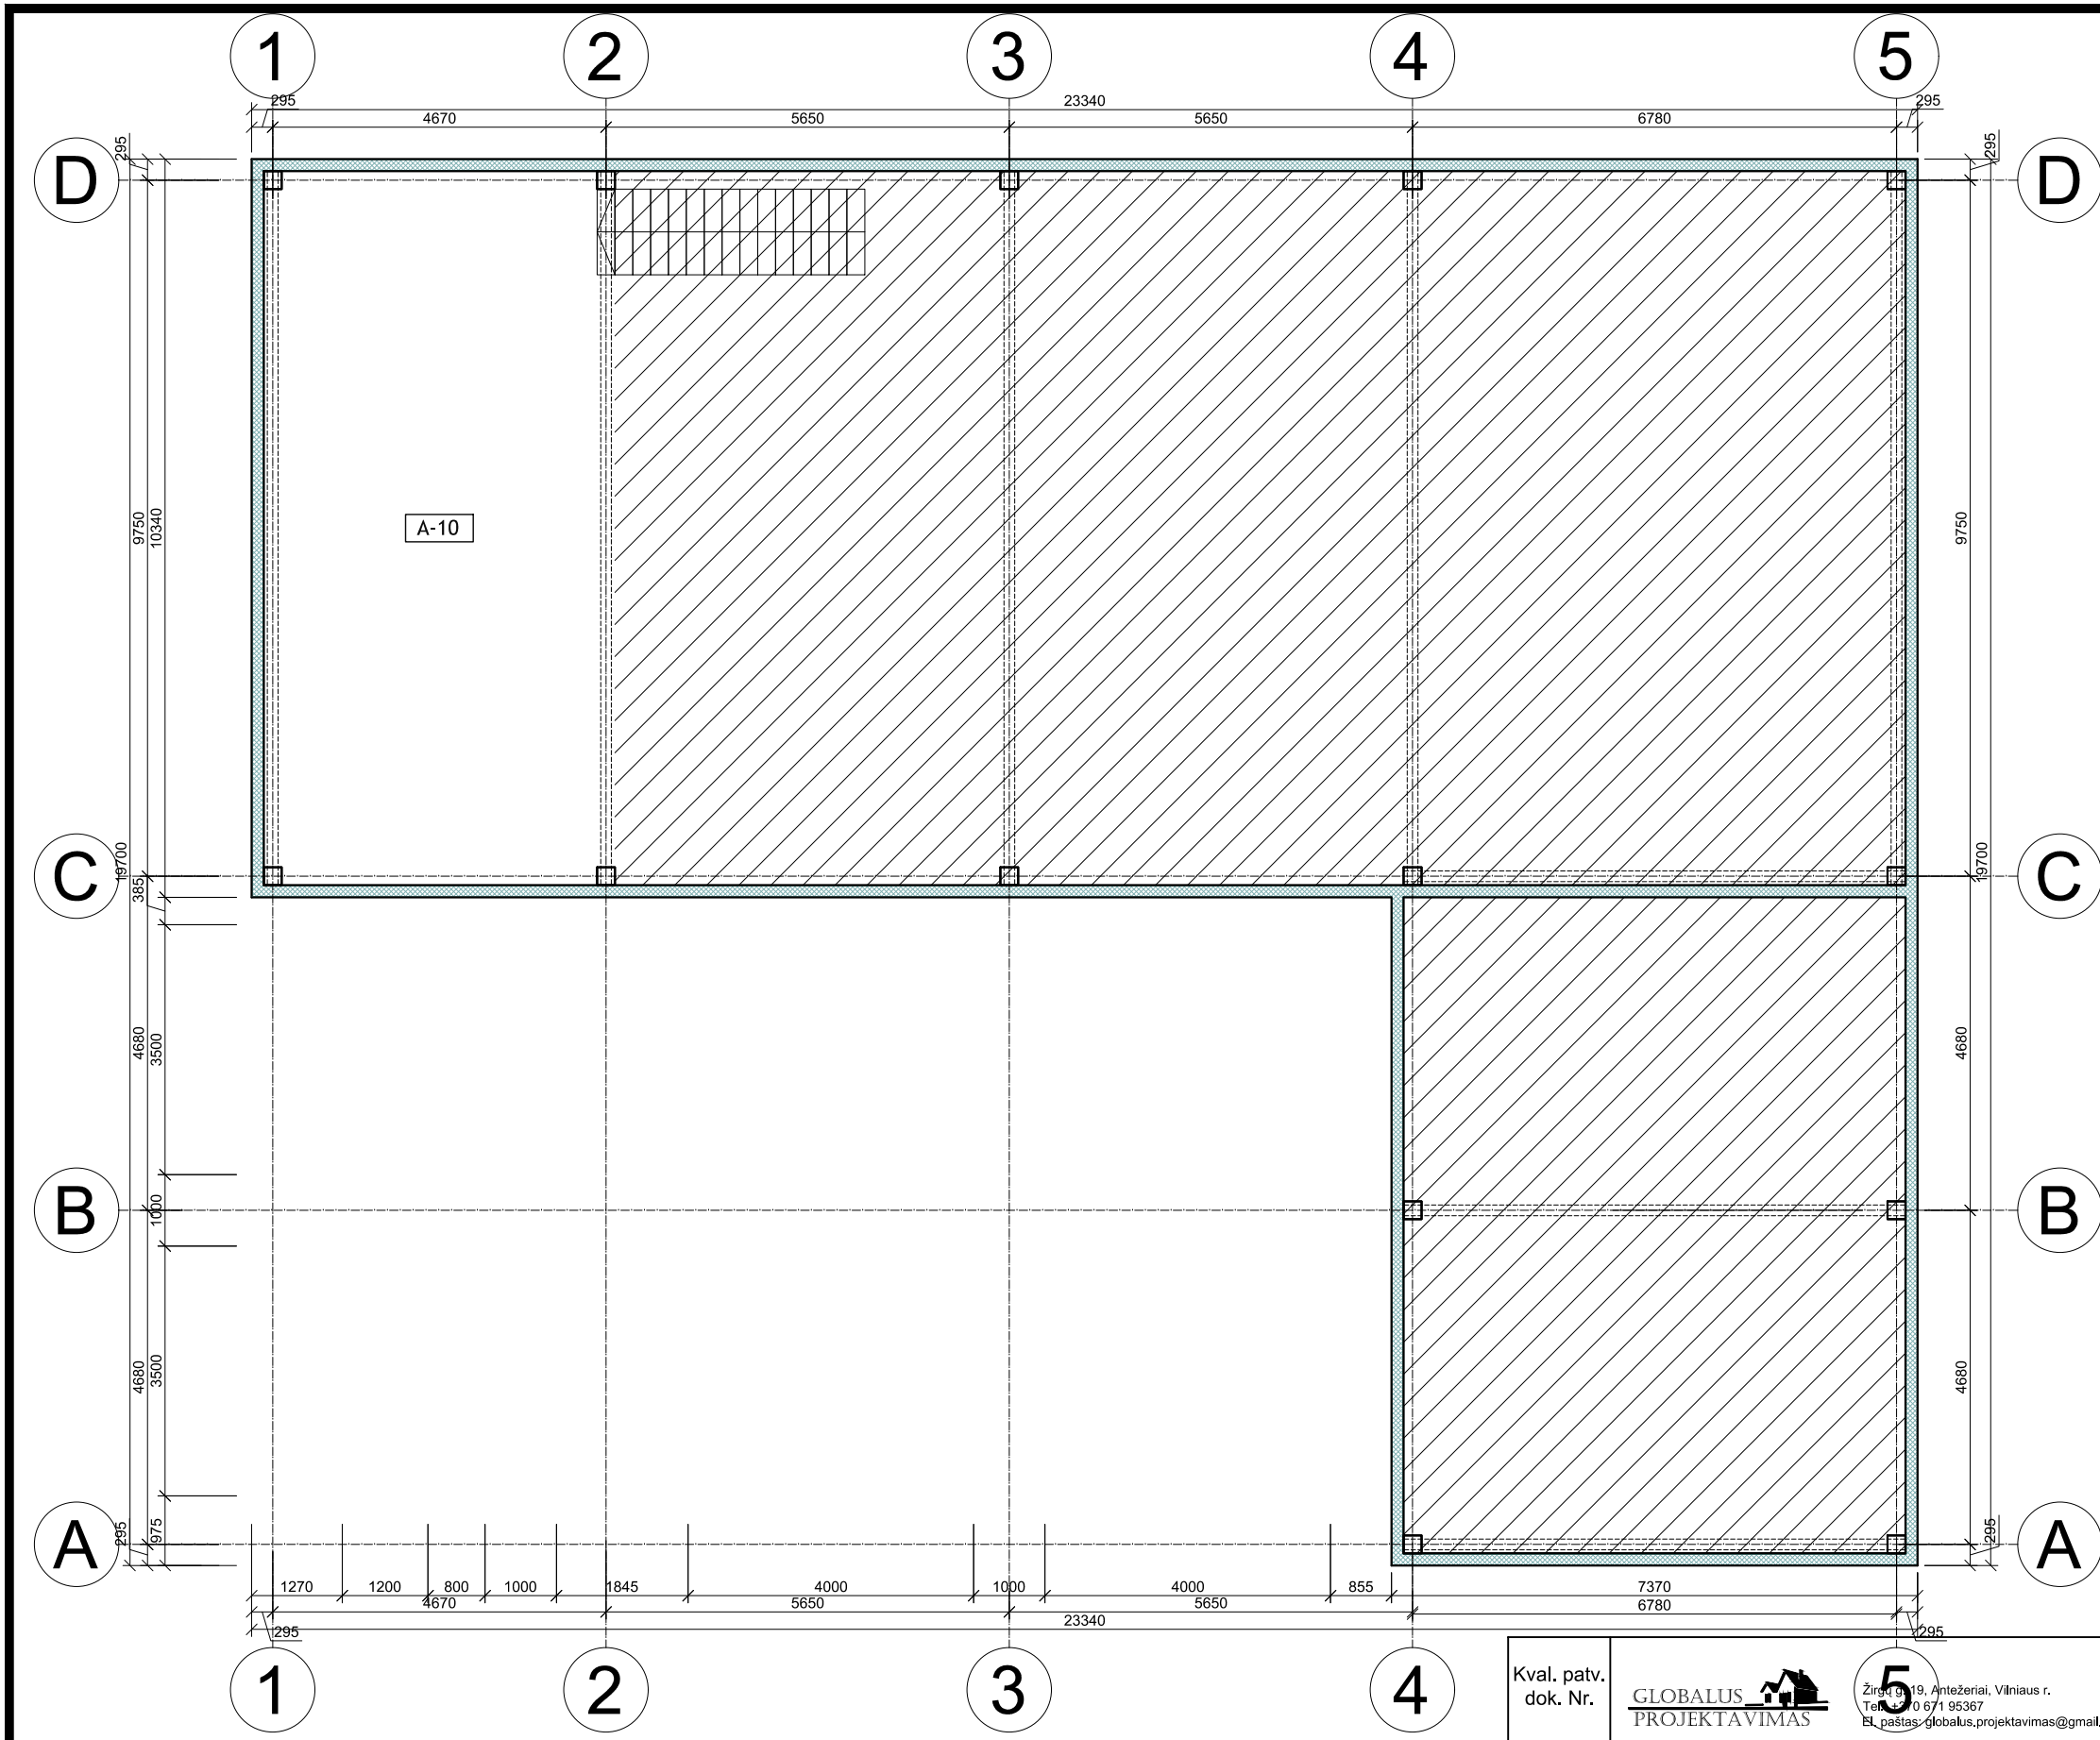 1 2 3 4 5
295 23340 295
4670 5650 5650 6780
295 295
D D
9750 10340 9750
A-10
C C
19700 385 19700
4680 3500 4680
B B
1000
4680 3500 4680
A A
295 975 295
1270 1200 800 1000 1845 4000 1000 4000 855 7370
4670 5650 5650 6780
23340
295 295
1 2 3 4 5
Kval. patv.
dok. Nr.
GLOBALUS
PROJEKTAVIMAS
Žirgų g. 19, Antežeriai, Vilniaus r.
Tel. +370 671 95367
El. paštas: globalus.projektavimas@gmail.